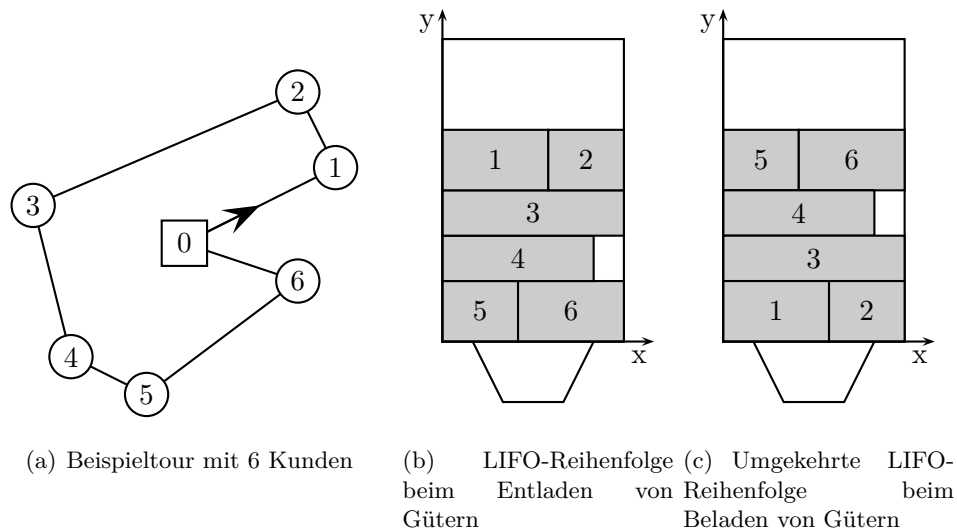 0
1
2
3
4
5
6
(a) Beispieltour mit 6 Kunden
y
1 2
3
4
5 6
x
(b) LIFO-Reihenfolge
beim Entladen von
Gütern
y
5 6
4
3
1 2
x
(c) Umgekehrte LIFO-
Reihenfolge beim
Beladen von Gütern